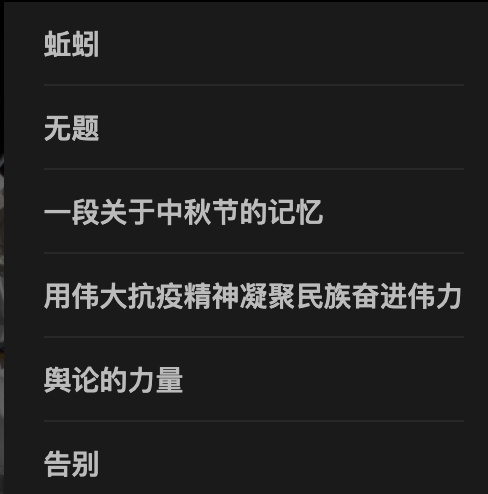 蚯蚓
无题
一段关于中秋节的记忆
用伟大抗疫精神凝聚民族奋进伟力
舆论的力量
告别